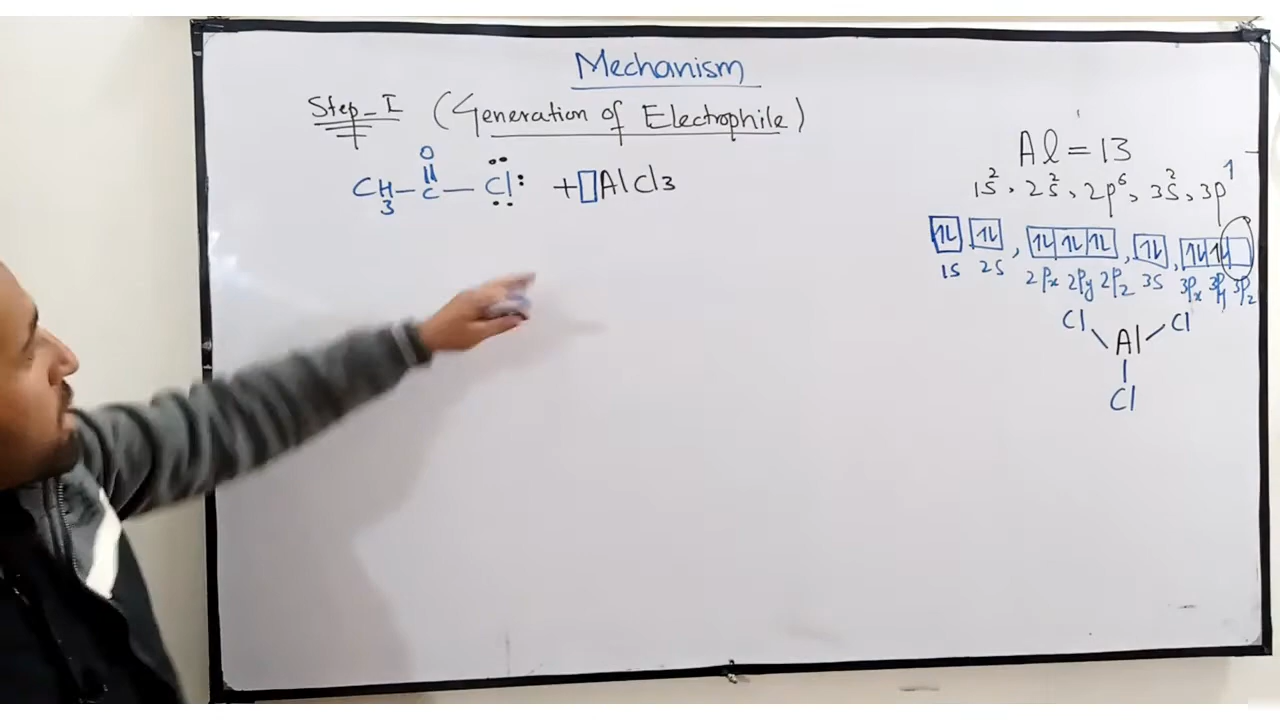 Mechanism
Step-I (Generation of Electrophile)
O
CH3-C-Cl + AlCl3
Al=13
1s², 2s², 2p⁶, 3s², 3p¹
1s 2s 2px 2py 2pz 3s 3px 3py 3pz
Cl Cl
Al
Cl